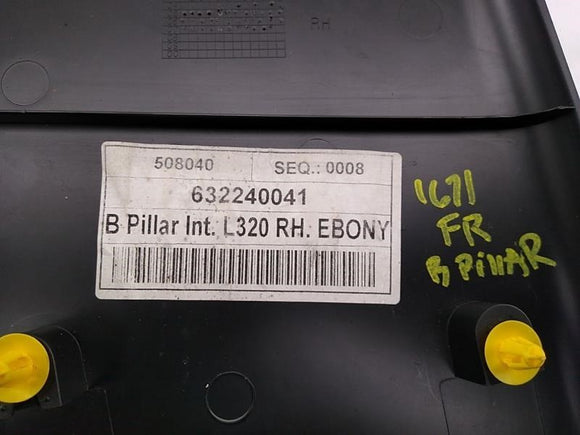 RH
508040 SEQ.: 0008
632240041
B Pillar Int. L320 RH. EBONY
1671
FR
B PillAR